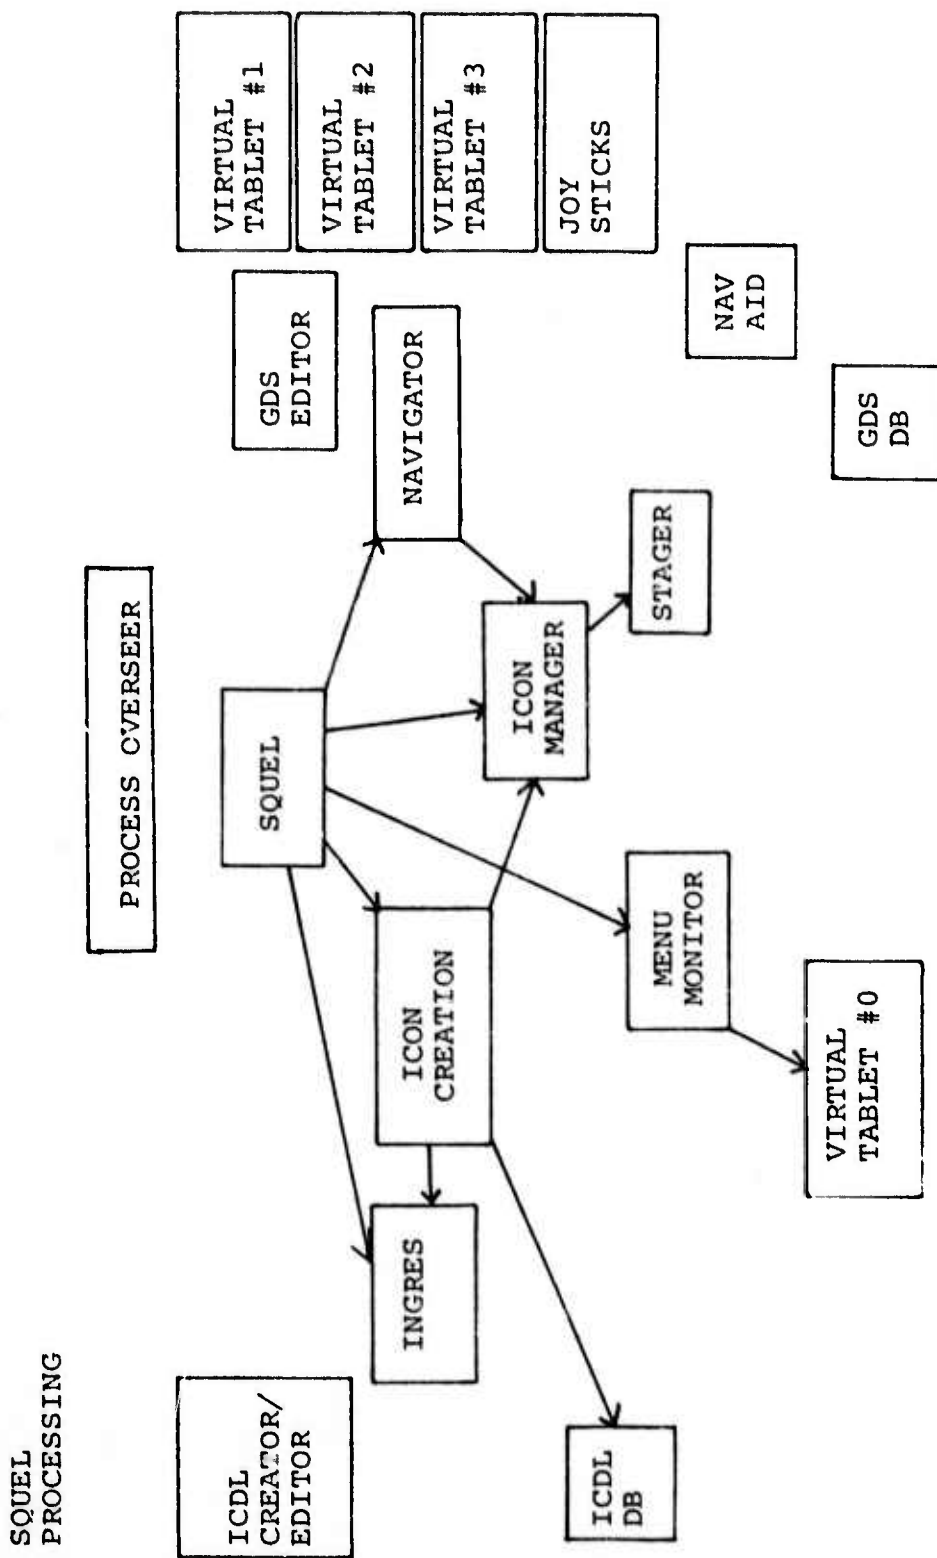 SQUEL
PROCESSING
PROCESS OVERSEER
ICDL
CREATOR/
EDITOR
SQUEL
GDS
EDITOR
VIRTUAL
TABLET #1
VIRTUAL
TABLET #2
VIRTUAL
TABLET #3
JOY
STICKS
INGRES
ICON
CREATION
NAVIGATOR
ICON
MANAGER
ICDL
DB
MENU
MONITOR
STAGER
NAV
AID
VIRTUAL
TABLET #0
GDS
DB